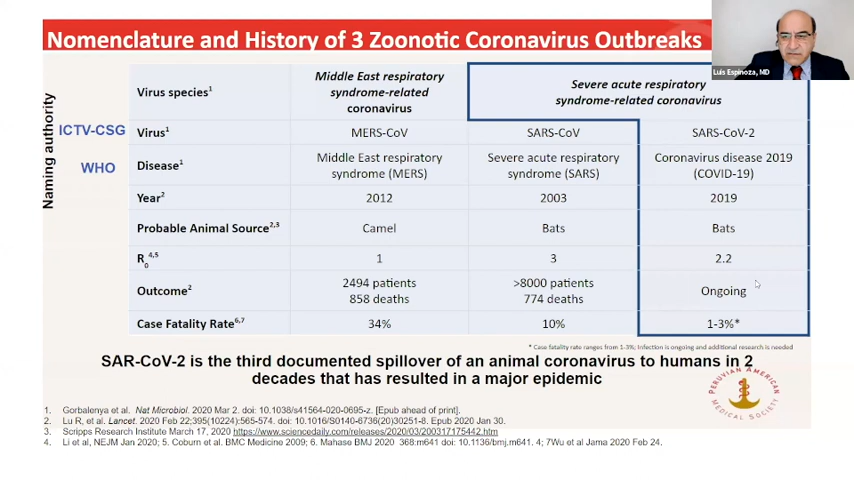 Nomenclature and History of 3 Zoonotic Coronavirus Outbreaks
Luis Espinoza, MD
Naming authority
ICTV-CSG
WHO
Virus species1
Middle East respiratory
syndrome-related
coronavirus
Severe acute respiratory
syndrome-related coronavirus
Virus1
MERS-CoV
SARS-CoV
SARS-CoV-2
Disease1
Middle East respiratory
syndrome (MERS)
Severe acute respiratory
syndrome (SARS)
Coronavirus disease 2019
(COVID-19)
Year2
2012
2003
2019
Probable Animal Source2,3
Camel
Bats
Bats
R0 4,5
1
3
2.2
Outcome2
2494 patients
858 deaths
>8000 patients
774 deaths
Ongoing
Case Fatality Rate6,7
34%
10%
1-3%*
* Case fatality rate ranges from 1-3%; Infection is ongoing and additional research is needed
SAR-CoV-2 is the third documented spillover of an animal coronavirus to humans in 2
decades that has resulted in a major epidemic
PERUVIAN AMERICAN
MEDICAL SOCIETY
1. Gorbalenya et al. Nat Microbiol. 2020 Mar 2. doi: 10.1038/s41564-020-0695-z. [Epub ahead of print].
2. Lu R, et al. Lancet. 2020 Feb 22;395(10224):565-574. doi: 10.1016/S0140-6736(20)30251-8. Epub 2020 Jan 30.
3. Scripps Research Institute March 17, 2020 https://www.sciencedaily.com/releases/2020/03/200317175442.htm
4. Li et al, NEJM Jan 2020; 5. Coburn et al. BMC Medicine 2009; 6. Mahase BMJ 2020 368:m641 doi: 10.1136/bmj.m641. 4; 7Wu et al Jama 2020 Feb 24.